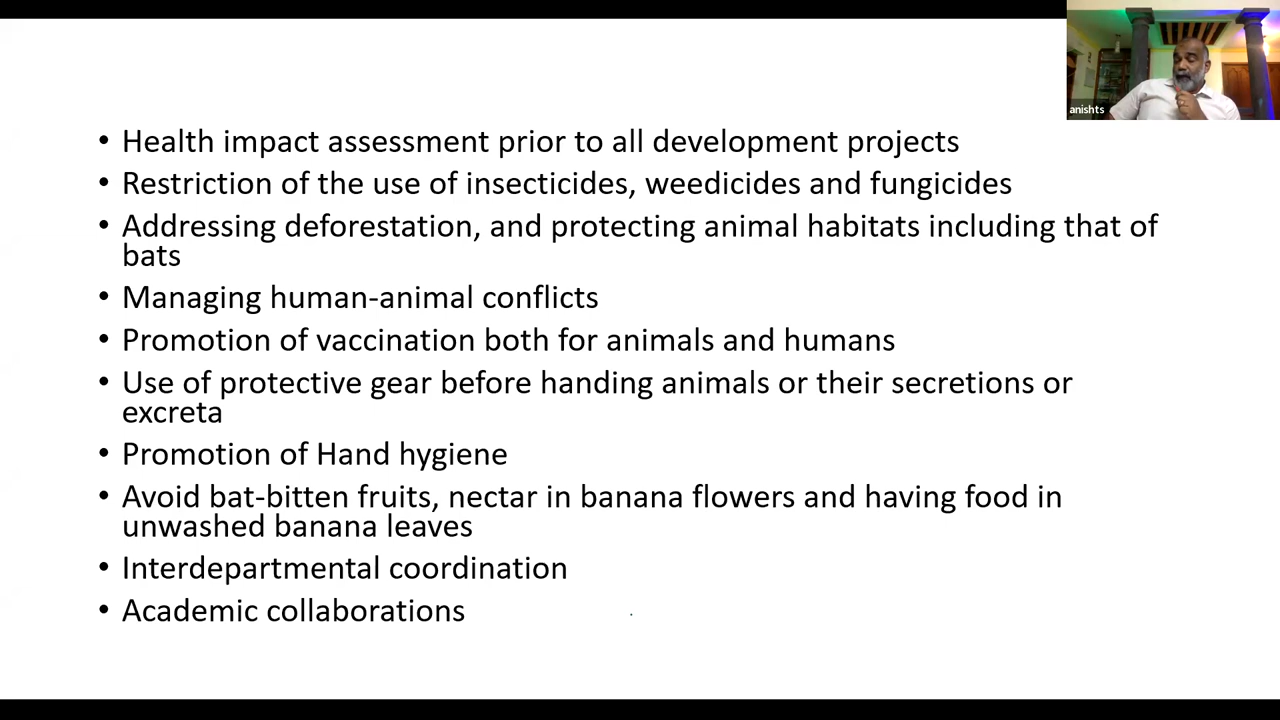 anishts
• Health impact assessment prior to all development projects
• Restriction of the use of insecticides, weedicides and fungicides
• Addressing deforestation, and protecting animal habitats including that of
bats
• Managing human-animal conflicts
• Promotion of vaccination both for animals and humans
• Use of protective gear before handing animals or their secretions or
excreta
• Promotion of Hand hygiene
• Avoid bat-bitten fruits, nectar in banana flowers and having food in
unwashed banana leaves
• Interdepartmental coordination
• Academic collaborations